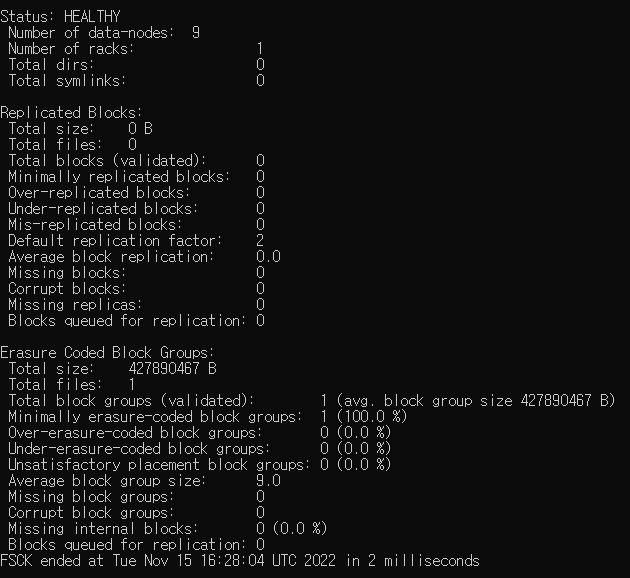 Status: HEALTHY
Number of data-nodes: 9
Number of racks: 1
Total dirs: 0
Total symlinks: 0
Replicated Blocks:
Total size: 0 B
Total files: 0
Total blocks (validated): 0
Minimally replicated blocks: 0
Over-replicated blocks: 0
Under-replicated blocks: 0
Mis-replicated blocks: 0
Default replication factor: 2
Average block replication: 0.0
Missing blocks: 0
Corrupt blocks: 0
Missing replicas: 0
Blocks queued for replication: 0
Erasure Coded Block Groups:
Total size: 427890467 B
Total files: 1
Total block groups (validated): 1 (avg. block group size 427890467 B)
Minimally erasure-coded block groups: 1 (100.0 %)
Over-erasure-coded block groups: 0 (0.0 %)
Under-erasure-coded block groups: 0 (0.0 %)
Unsatisfactory placement block groups: 0 (0.0 %)
Average block group size: 9.0
Missing block groups: 0
Corrupt block groups: 0
Missing internal blocks: 0 (0.0 %)
Blocks queued for replication: 0
FSCK ended at Tue Nov 15 16:28:04 UTC 2022 in 2 milliseconds